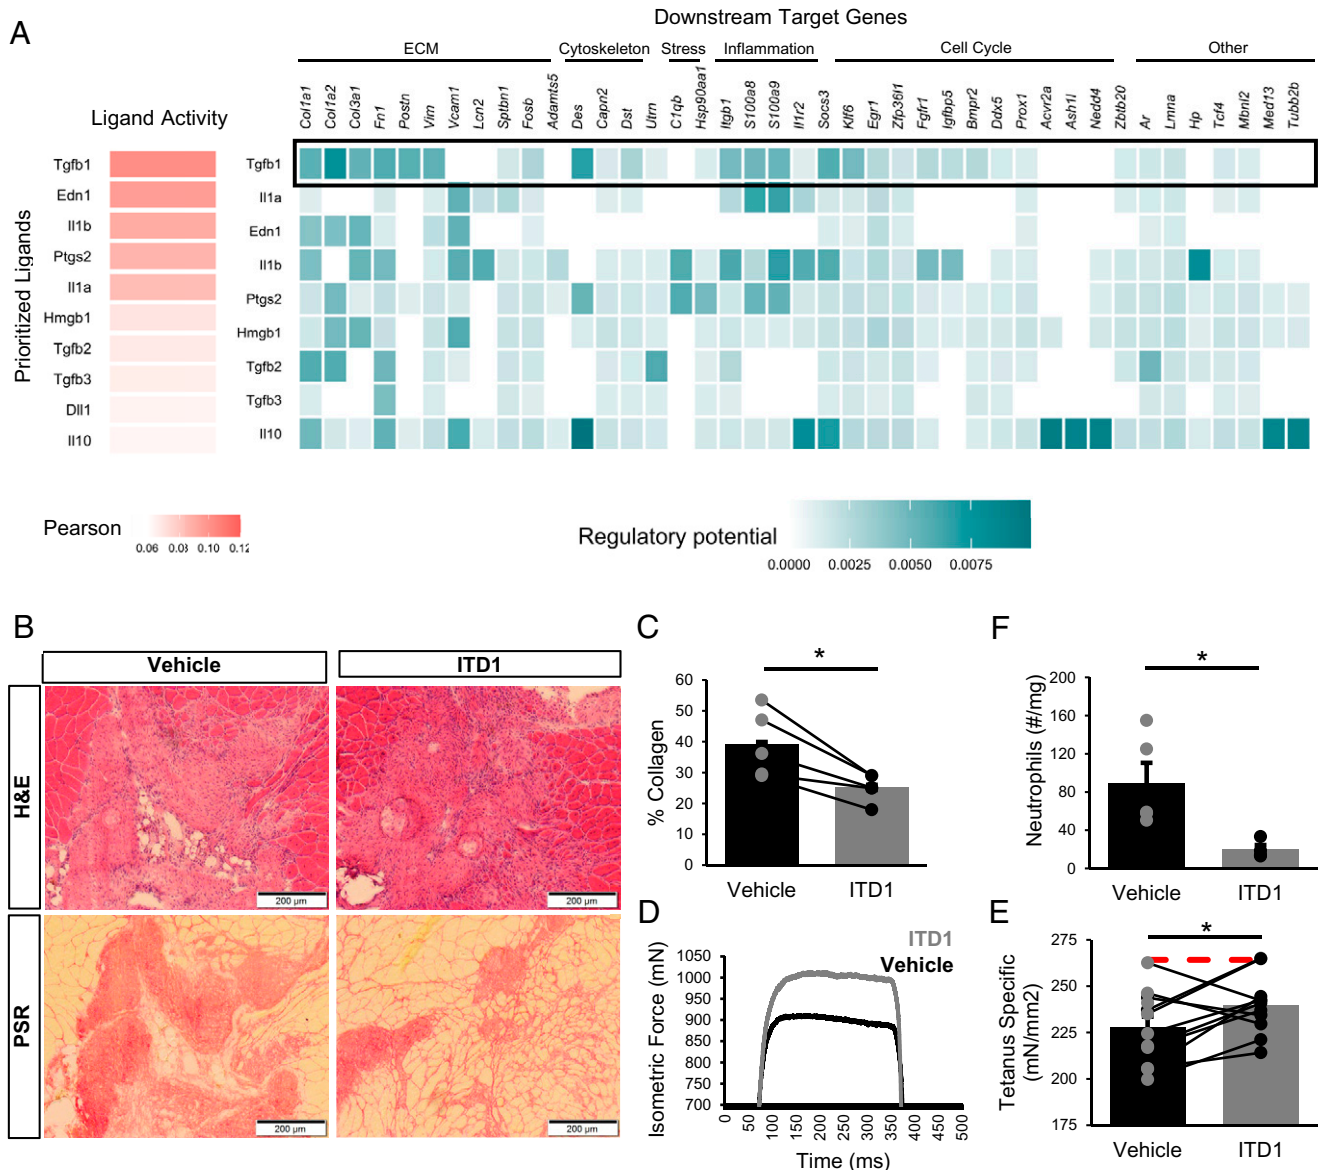 A
Downstream Target Genes
ECM Cytoskeleton Stress Inflammation Cell Cycle Other
Col1a1 Col1a2 Col3a1 Fn1 Postn Vim Vcam1 Lcn2 Sptbn1 Fosb Adamts5 Des Capn2 Dst Utrn C1qb Hsp90aa1 Itgb1 S100a8 S100a9 Il1r2 Socs3 Klf6 Egr1 Zfp36l1 Fgfr1 Igfbp5 Bmpr2 Ddx5 Prox1 Acvr2a Ash1l Nedd4 Zbtb20 Ar Lmna Hp Tcf4 Mbnl2 Med13 Tubb2b
Ligand Activity
Prioritized Ligands
Tgfb1
Edn1
Il1b
Ptgs2
Il1a
Hmgb1
Tgfb2
Tgfb3
Dll1
Il10
Tgfb1
Il1a
Edn1
Il1b
Ptgs2
Hmgb1
Tgfb2
Tgfb3
Il10
Pearson
0.06 0.08 0.10 0.12
Regulatory potential
0.0000 0.0025 0.0050 0.0075
B
Vehicle ITD1
H&E
200 µm 200 µm
PSR
200 µm 200 µm
C
*
% Collagen
60
50
40
30
20
10
0
Vehicle ITD1
F
*
Neutrophils (#/mg)
200
160
120
80
40
0
Vehicle ITD1
D
ITD1
Vehicle
Isometric Force (mN)
1050
1000
950
900
850
800
750
700
0 50 100 150 200 250 300 350 400 450 500
Time (ms)
E
*
Tetanus Specific
(mN/mm2)
275
250
225
200
175
Vehicle ITD1